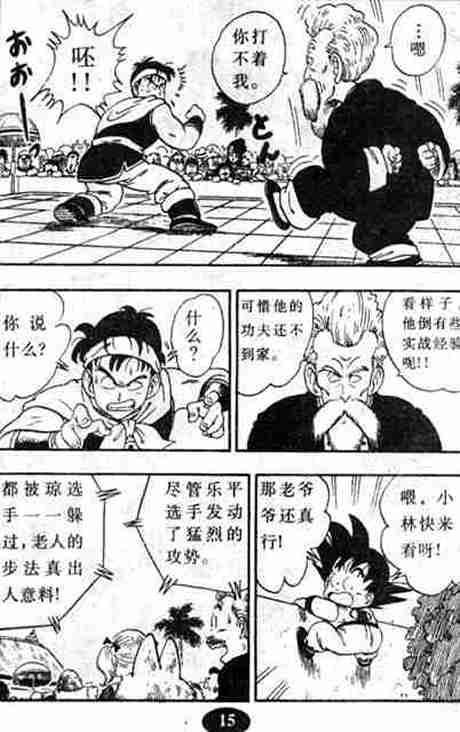 …嗯
你打
不着
我。
とん
呸!!
おおー
看样子，
他倒有些
实战经验
呢!!
可惜他的
功夫还不
到家。
什
么？
你说
什么？
喂。小
林快来
看呀!
那老爷
爷还真
行!
尽管乐平
选手发动
了猛烈的
攻势。
都被琼选
手一一躲
过，老人的
步法真出
人意料!
15